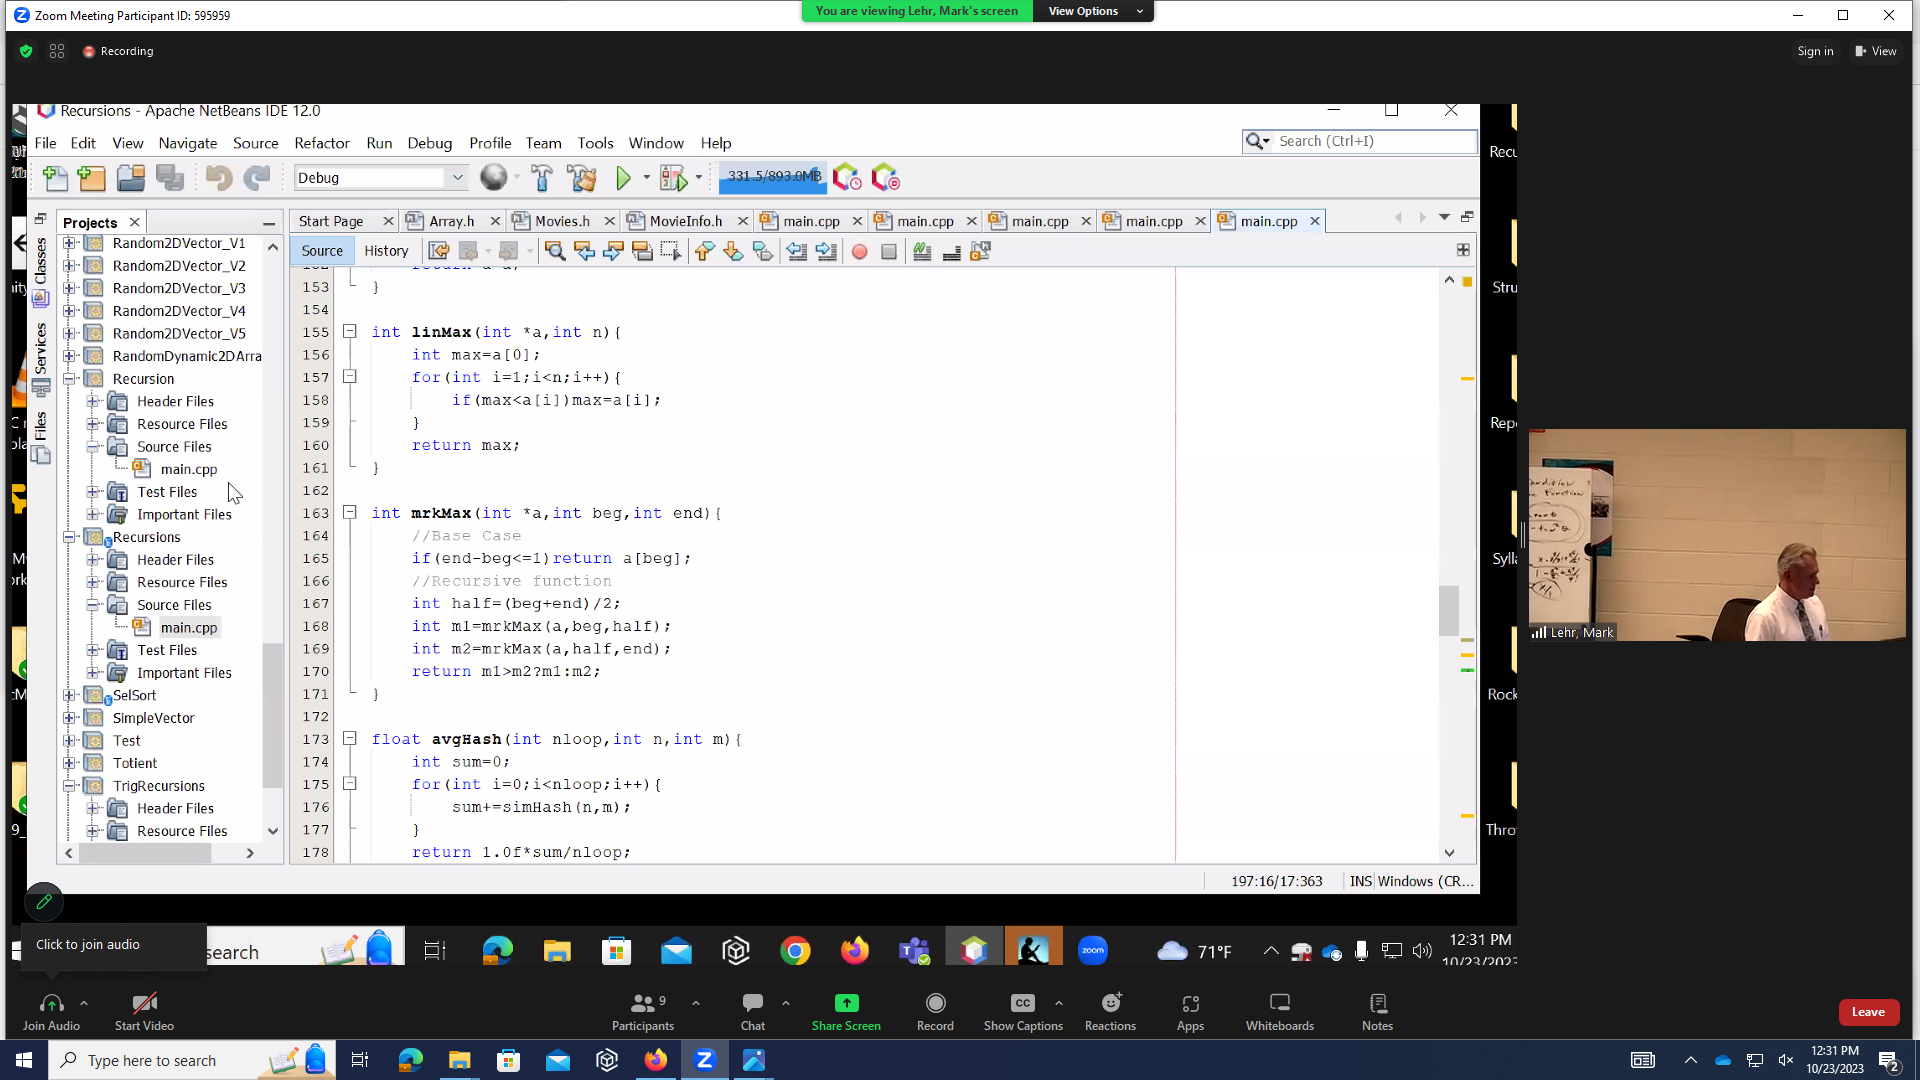 Zoom Meeting Participant ID: 595959
You are viewing Lehr, Mark's screen
View Options
Recording
Sign in
View
Recursions - Apache NetBeans IDE 12.0
File Edit View Navigate Source Refactor Run Debug Profile Team Tools Window Help
Search (Ctrl+I)
Debug
331.5/893.0MB
Projects
Start Page
Array.h
Movies.h
MovieInfo.h
main.cpp
main.cpp
main.cpp
main.cpp
main.cpp
Source
History
Classes
Services
Files
Random2DVector_V1
Random2DVector_V2
Random2DVector_V3
Random2DVector_V4
Random2DVector_V5
RandomDynamic2DArra
Recursion
Header Files
Resource Files
Source Files
main.cpp
Test Files
Important Files
Recursions
Header Files
Resource Files
Source Files
main.cpp
Test Files
Important Files
SelSort
SimpleVector
Test
Totient
TrigRecursions
Header Files
Resource Files
153 }
154
155 int linMax(int *a,int n){
156 int max=a[0];
157 for(int i=1;i<n;i++){
158 if(max<a[i])max=a[i];
159 }
160 return max;
161 }
162
163 int mrkMax(int *a,int beg,int end){
164 //Base Case
165 if(end-beg<=1)return a[beg];
166 //Recursive function
167 int half=(beg+end)/2;
168 int m1=mrkMax(a,beg,half);
169 int m2=mrkMax(a,half,end);
170 return m1>m2?m1:m2;
171 }
172
173 float avgHash(int nloop,int n,int m){
174 int sum=0;
175 for(int i=0;i<nloop;i++){
176 sum+=simHash(n,m);
177 }
178 return 1.0f*sum/nloop;
197:16/17:363
INS
Windows (CR...
Recu
Stru
Repo
Sylla
Rock
Thro
Lehr, Mark
Click to join audio
search
zoom
71°F
12:31 PM
10/23/2023
Join Audio
Start Video
Participants
9
Chat
Share Screen
Record
CC
Show Captions
Reactions
Apps
Whiteboards
Notes
Leave
Type here to search
12:31 PM
10/23/2023
2